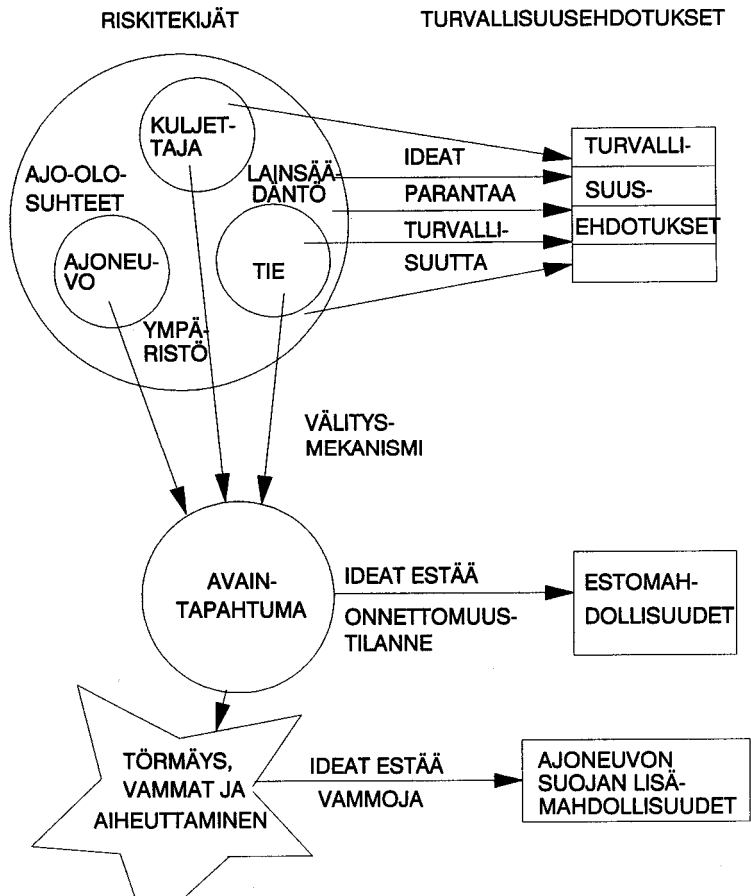 RISKITEKIJÄT
TURVALLISUUSEHDOTUKSET
KULJET-
TAJA
AJO-OLO-
SUHTEET
LAINSÄÄ-
DÄNTÖ
AJONEU-
VO
TIE
YMPÄ-
RISTÖ
IDEAT
PARANTAA
TURVALLI-
SUUTTA
TURVALLI-
SUUS-
EHDOTUKSET
VÄLITYS-
MEKANISMI
AVAIN-
TAPAHTUMA
IDEAT ESTÄÄ
ONNETTOMUUS-
TILANNE
ESTOMAH-
DOLLISUUDET
TÖRMÄYS,
VAMMAT JA
AIHEUTTAMINEN
IDEAT ESTÄÄ
VAMMOJA
AJONEUVON
SUOJAN LISÄ-
MAHDOLLISUUDET